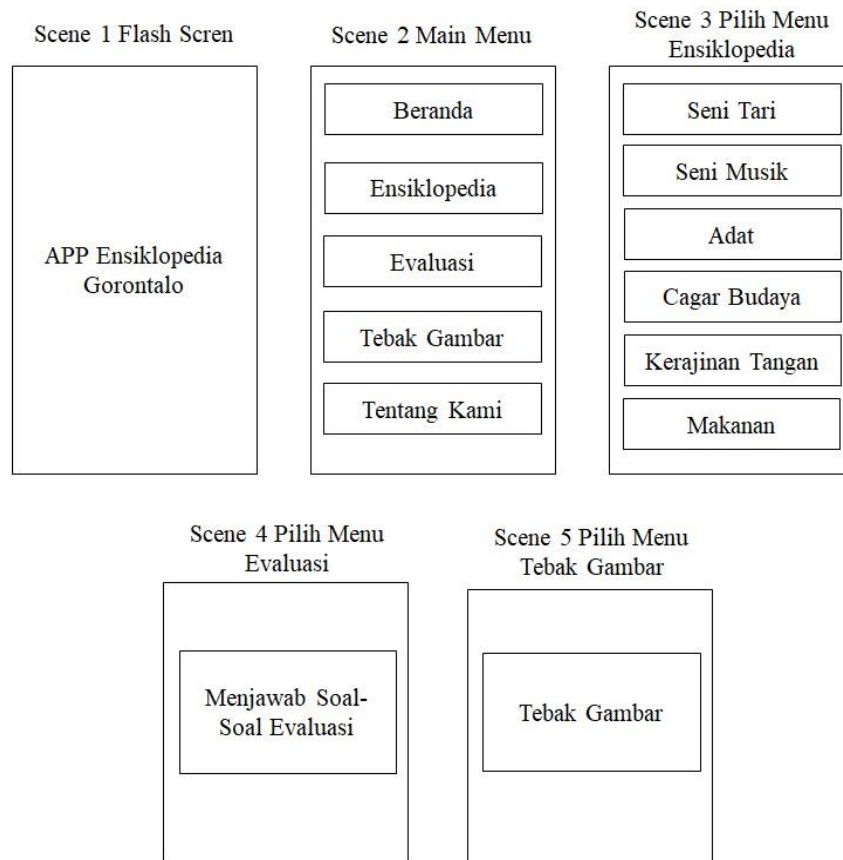 Scene 1 Flash Scren
APP Ensiklopedia
Gorontalo
Scene 2 Main Menu
Beranda
Ensiklopedia
Evaluasi
Tebak Gambar
Tentang Kami
Scene 3 Pilih Menu
Ensiklopedia
Seni Tari
Seni Musik
Adat
Cagar Budaya
Kerajinan Tangan
Makanan
Scene 4 Pilih Menu
Evaluasi
Menjawab Soal-
Soal Evaluasi
Scene 5 Pilih Menu
Tebak Gambar
Tebak Gambar